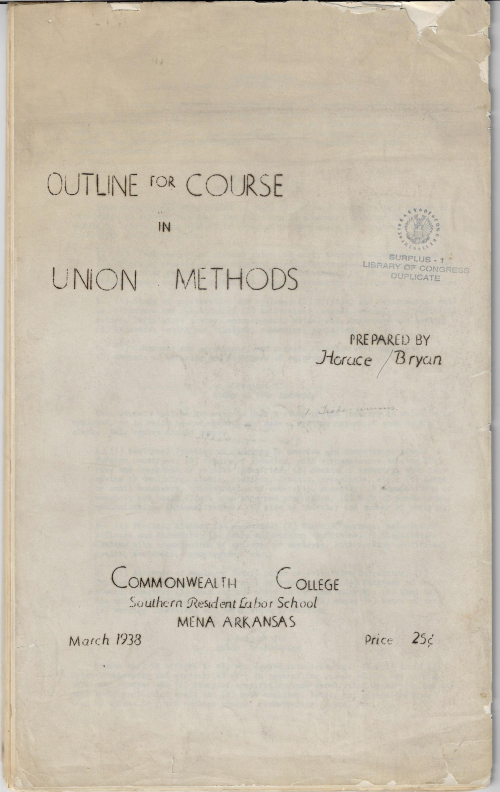 OUTLINE FOR COURSE
IN
UNION METHODS
SURPLUS - 1
LIBRARY OF CONGRESS
DUPLICATE
PREPARED BY
Horace Bryan
COMMONWEALTH COLLEGE
Southern Resident Labor School
MENA ARKANSAS
March 1938
Price 25¢